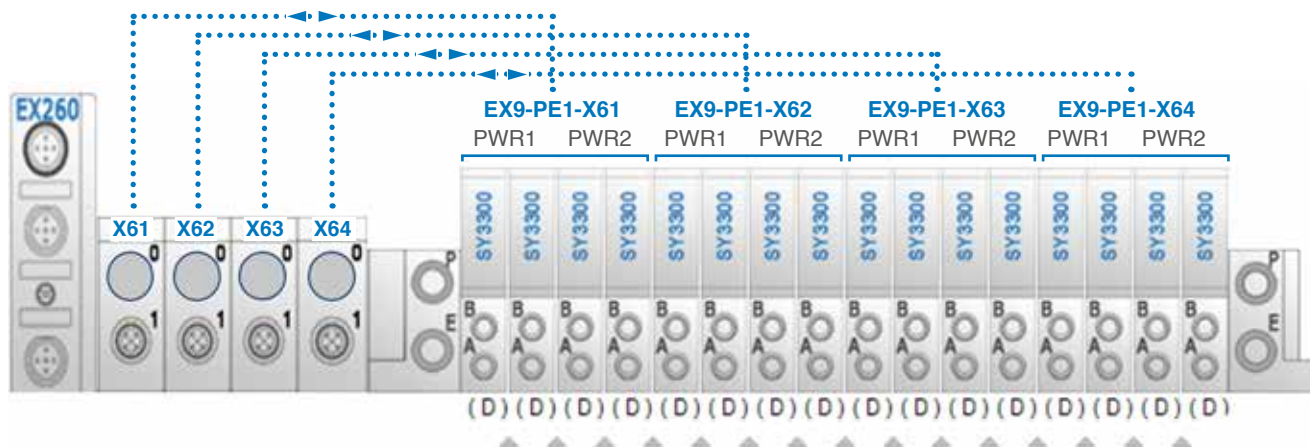 EX9-PE1-X61 EX9-PE1-X62 EX9-PE1-X63 EX9-PE1-X64
PWR1 PWR2 PWR1 PWR2 PWR1 PWR2 PWR1 PWR2
EX260
SY3300 SY3300 SY3300 SY3300 SY3300 SY3300 SY3300 SY3300 SY3300 SY3300 SY3300 SY3300 SY3300 SY3300 SY3300 SY3300
X61 X62 X63 X64
0 0 0 0 P P
B B B B B B B B
1 1 1 1 E E
A A A A A A A A
(D) (D) (D) (D) (D) (D) (D) (D) (D) (D) (D) (D) (D) (D) (D) (D)